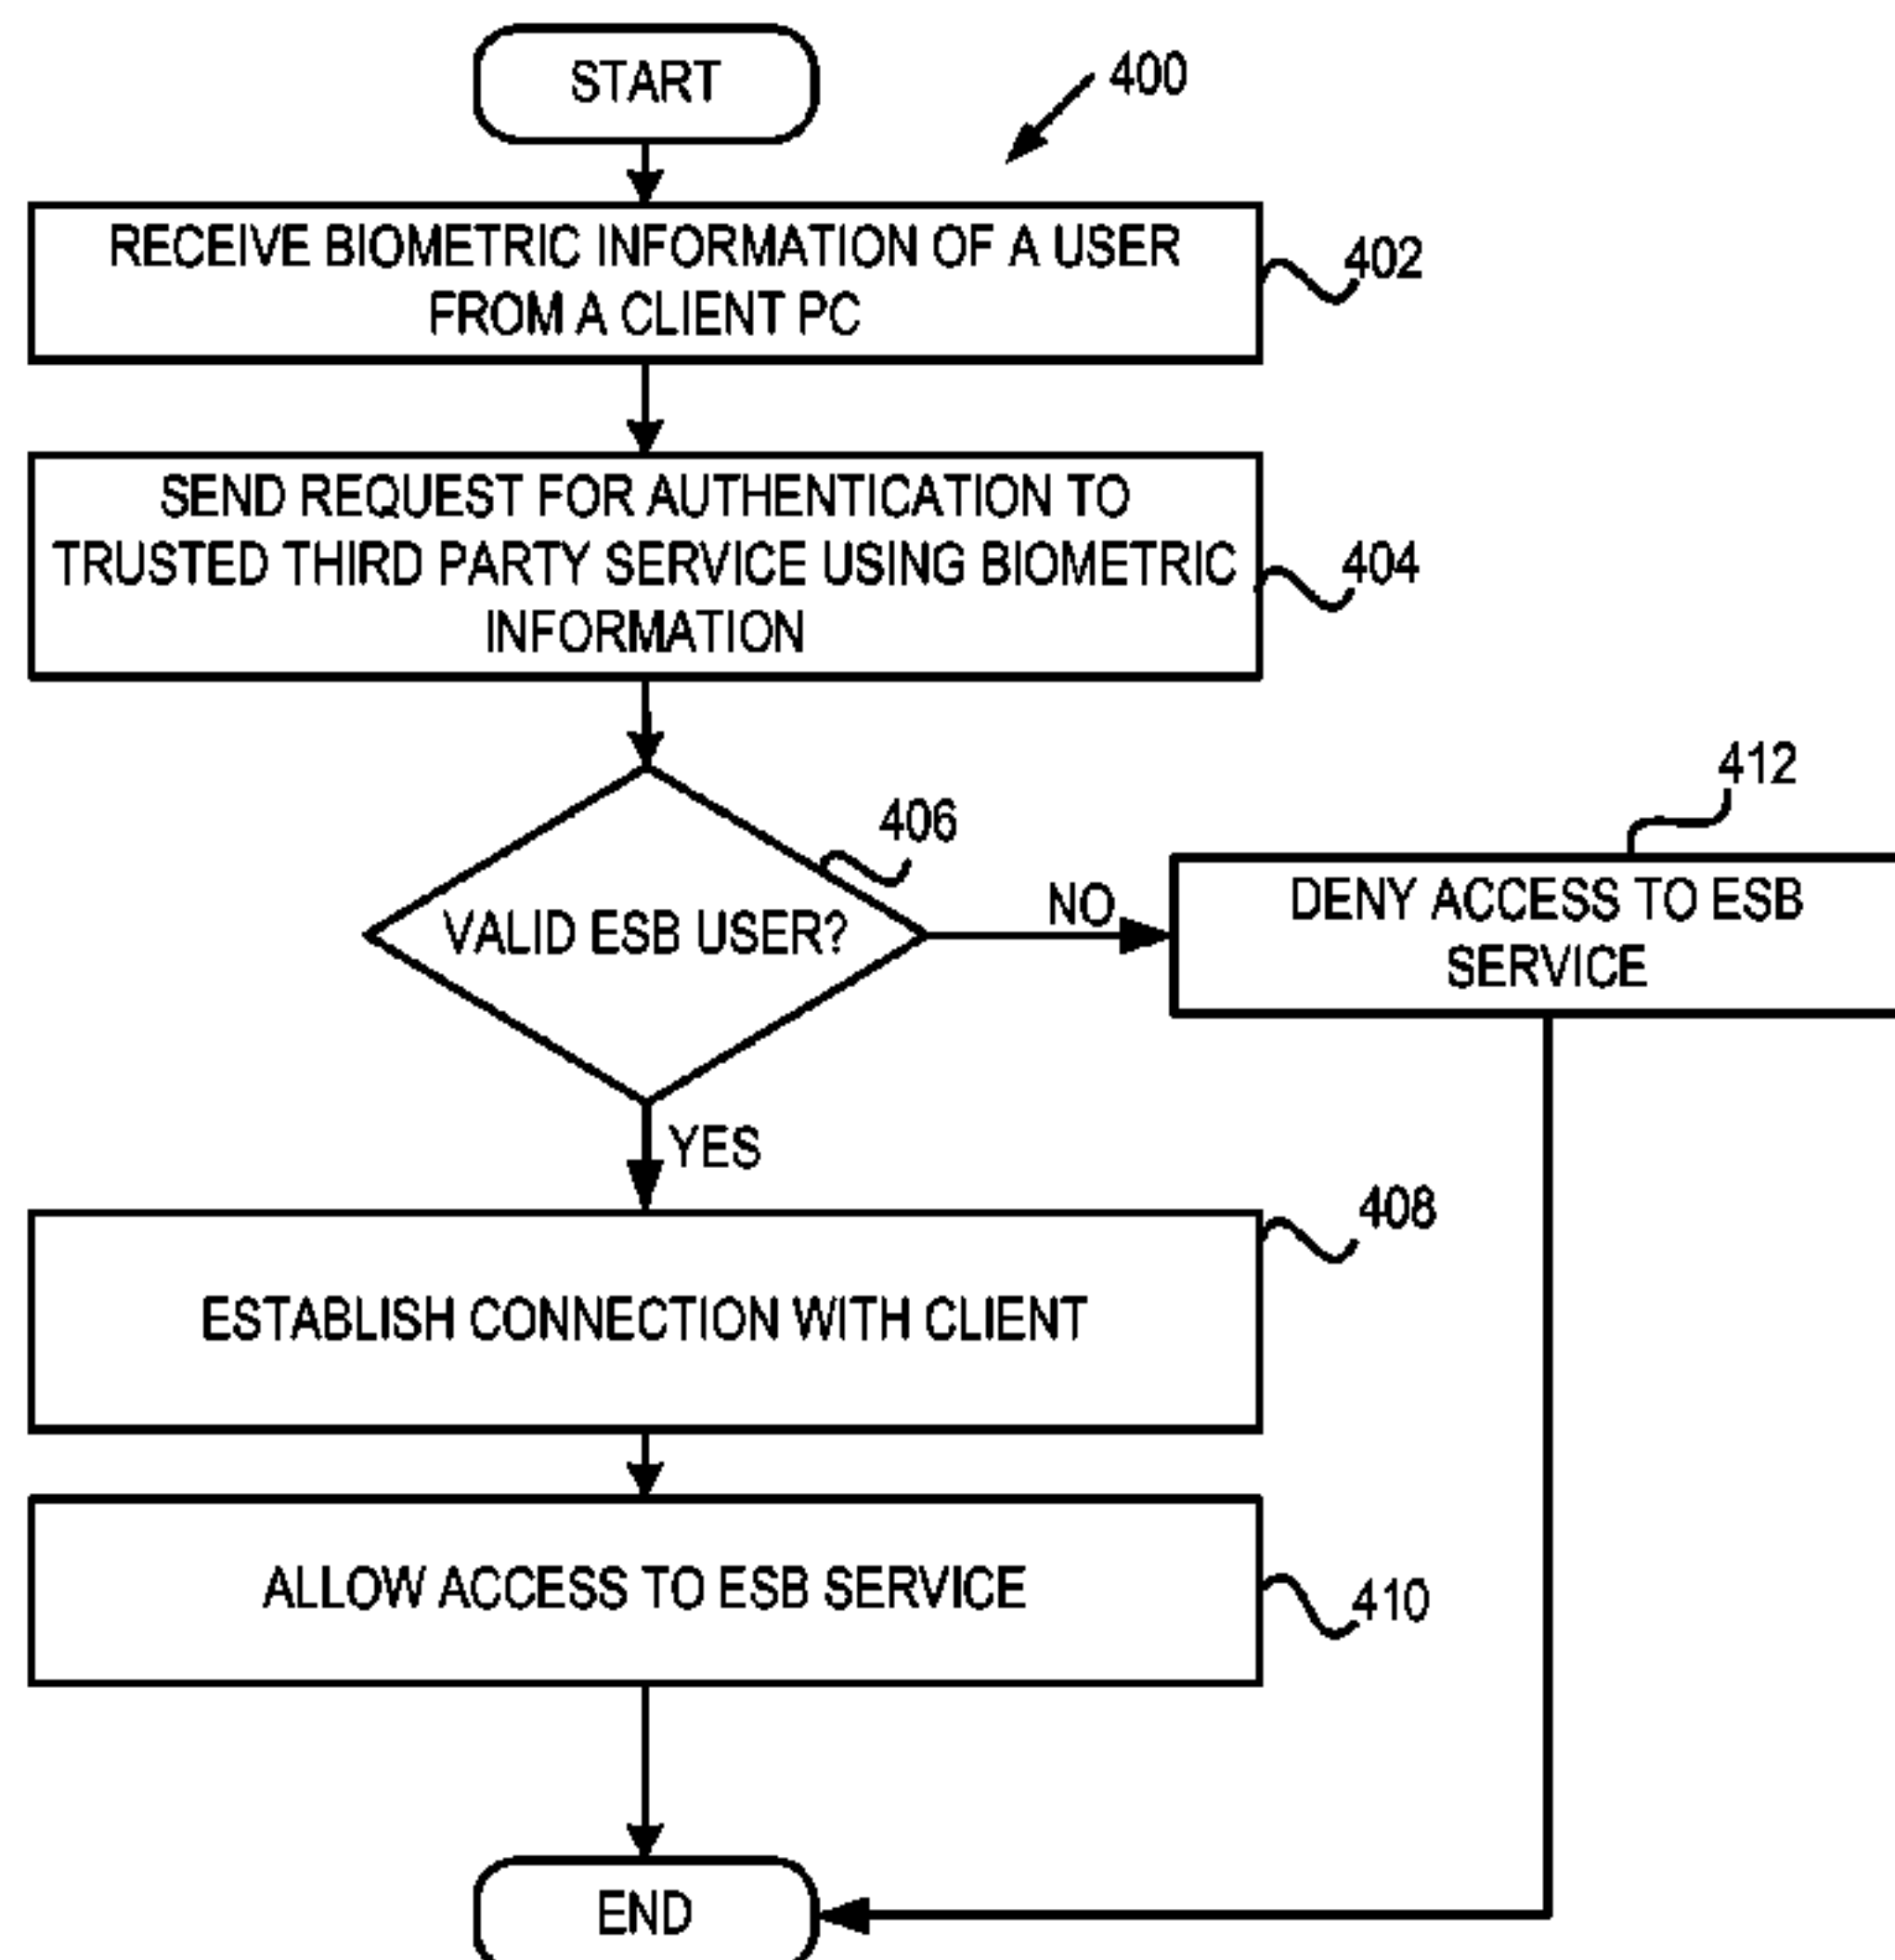 START
400
RECEIVE BIOMETRIC INFORMATION OF A USER
FROM A CLIENT PC
402
SEND REQUEST FOR AUTHENTICATION TO
TRUSTED THIRD PARTY SERVICE USING BIOMETRIC
INFORMATION
404
406
VALID ESB USER?
NO
412
DENY ACCESS TO ESB
SERVICE
YES
408
ESTABLISH CONNECTION WITH CLIENT
ALLOW ACCESS TO ESB SERVICE
410
END